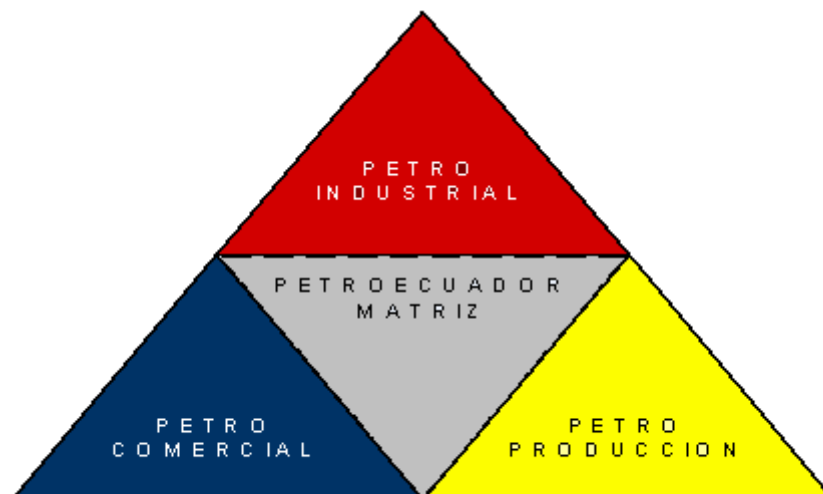 PETRO
INDUSTRIAL
PETROECUADOR
MATRIZ
PETRO
COMERCIAL
PETRO
PRODUCCION